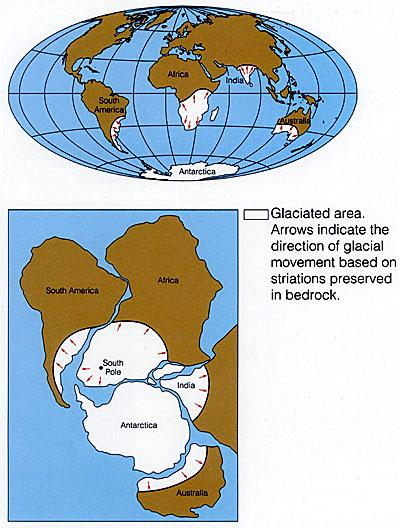 Africa
India
South
America
Australia
Antarctica
Glaciated area.
Arrows indicate the
direction of glacial
movement based on
striations preserved
in bedrock.
South America
Africa
South
Pole
India
Antarctica
Australia